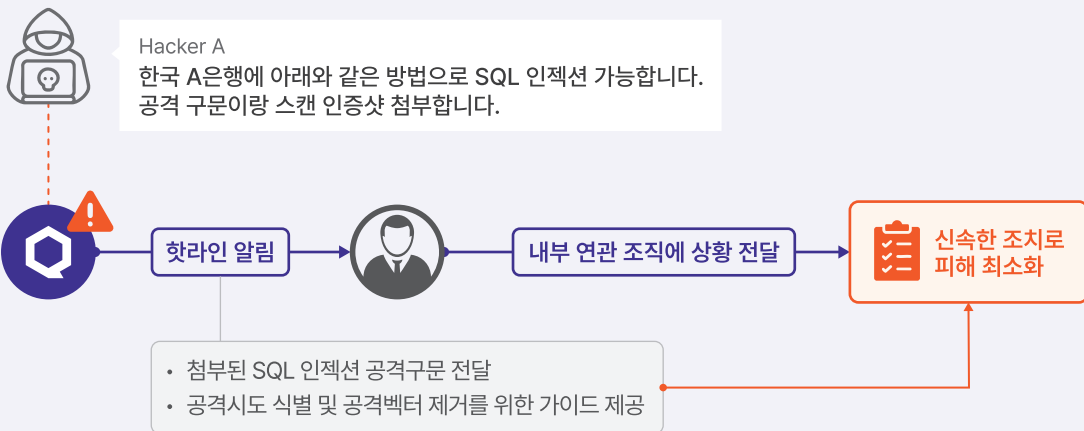 Hacker A
한국 A은행에 아래와 같은 방법으로 SQL 인젝션 가능합니다.
공격 구문이랑 스캔 인증샷 첨부합니다.
핫라인 알림
내부 연관 조직에 상황 전달
신속한 조치로
피해 최소화
• 첨부된 SQL 인젝션 공격구문 전달
• 공격시도 식별 및 공격벡터 제거를 위한 가이드 제공